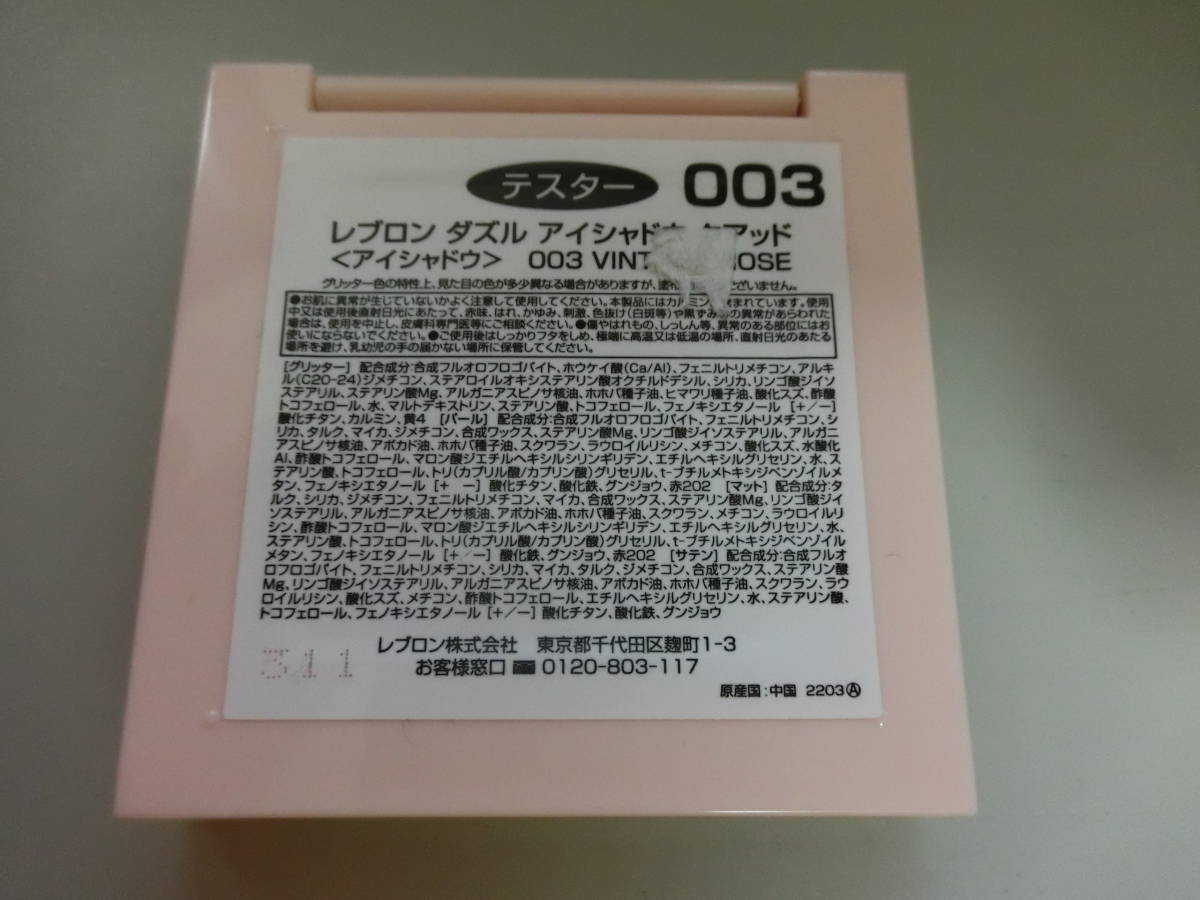 テスター 003
レブロン ダズル アイシャドウ クアッド
<アイシャドウ> 003 VINT OSE
グリッター色の特性上、見た目の色が多少異なる場合がありますが、塗布 ございません。
●お肌に異常が生じていないかよく注意して使用してください。本製品にはカルミン 含まれています。使用
中又は使用後直射日光にあたって、赤味、はれ、かゆみ、刺激、色抜け(白斑等)や黒ずみ等の異常があらわれた
場合は、使用を中止し、皮膚科専門医等にご相談ください。●傷やはれもの、しっしん等、異常のある部位にはお
使いにならないでください。●ご使用後はしっかりフタをしめ、極端に高温又は低温の場所、直射日光のあたる
場所を避け、乳幼児の手の届かない場所に保管してください。
[グリッター] 配合成分:合成フルオロフロゴパイト、ホウケイ酸(Ca/Al)、フェニルトリメチコン、アルキ
ル(C20-24)ジメチコン、ステアロイルオキシステアリン酸オクチルドデシル、シリカ、リンゴ酸ジイソ
ステアリル、ステアリン酸Mg、アルガニアスピノサ核油、ホホバ種子油、ヒマワリ種子油、酸化スズ、酢酸
トコフェロール、水、マルトデキストリン、ステアリン酸、トコフェロール、フェノキシエタノール [+/−]
酸化チタン、カルミン、黄4 [パール] 配合成分:合成フルオロフロゴパイト、フェニルトリメチコン、シ
リカ、タルク、マイカ、ジメチコン、合成ワックス、ステアリン酸Mg、リンゴ酸ジイソステアリル、アルガニ
アスピノサ核油、アボカド油、ホホバ種子油、スクワラン、ラウロイルリシン、メチコン、酸化スズ、水酸化
Al、酢酸トコフェロール、マロン酸ジエチルヘキシルシリンギリデン、エチルヘキシルグリセリン、水、ス
テアリン酸、トコフェロール、トリ(カプリル酸/カプリン酸)グリセリル、t-ブチルメトキシジベンゾイルメ
タン、フェノキシエタノール [+ −] 酸化チタン、酸化鉄、グンジョウ、赤202 [マット] 配合成分:タ
ルク、シリカ、ジメチコン、フェニルトリメチコン、マイカ、合成ワックス、ステアリン酸Mg、リンゴ酸ジイ
ソステアリル、アルガニアスピノサ核油、アボカド油、ホホバ種子油、スクワラン、メチコン、ラウロイルリ
シン、酢酸トコフェロール、マロン酸ジエチルヘキシルシリンギリデン、エチルヘキシルグリセリン、水、
ステアリン酸、トコフェロール、トリ(カプリル酸/カプリン酸)グリセリル、t-ブチルメトキシジベンゾイル
メタン、フェノキシエタノール [+/−] 酸化鉄、グンジョウ、赤202 [サテン] 配合成分:合成フルオ
ロフロゴパイト、フェニルトリメチコン、シリカ、マイカ、タルク、ジメチコン、合成ワックス、ステアリン酸
Mg、リンゴ酸ジイソステアリル、アルガニアスピノサ核油、アボカド油、ホホバ種子油、スクワラン、ラウ
ロイルリシン、酸化スズ、メチコン、酢酸トコフェロール、エチルヘキシルグリセリン、水、ステアリン酸、
トコフェロール、フェノキシエタノール [+/−] 酸化チタン、酸化鉄、グンジョウ
レブロン株式会社 東京都千代田区麹町1-3
お客様窓口 0120-803-117
311
原産国:中国 2203Ⓐ